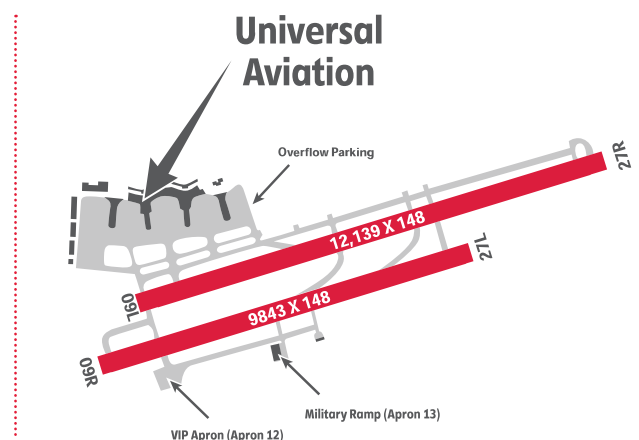 Universal
Aviation
Overflow Parking
27R
12,139 X 148
27L
09L
9843 X 148
09R
Military Ramp (Apron 13)
VIP Apron (Apron 12)